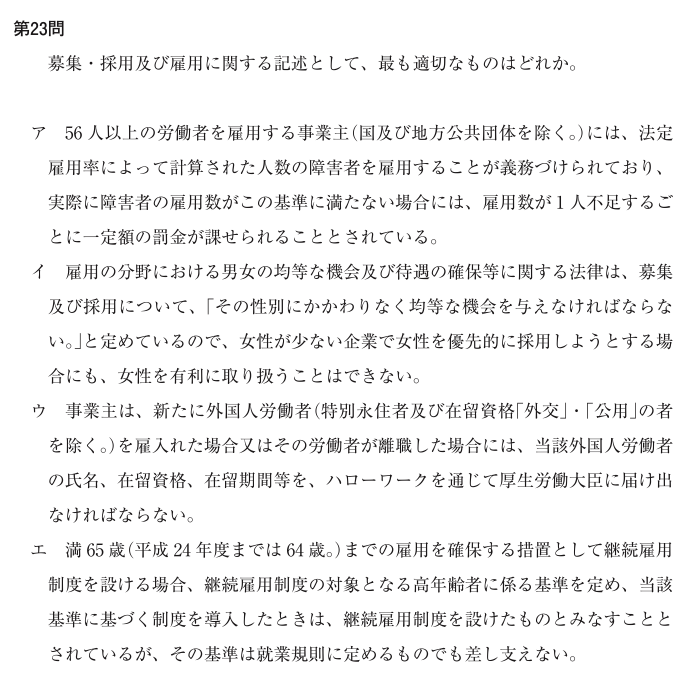 第23問
募集・採用及び雇用に関する記述として、最も適切なものはどれか。
ア 56人以上の労働者を雇用する事業主(国及び地方公共団体を除く。)には、法定
雇用率によって計算された人数の障害者を雇用することが義務づけられており、
実際に障害者の雇用数がこの基準に満たない場合には、雇用数が1人不足するご
とに一定額の罰金が課せられることとされている。
イ 雇用の分野における男女の均等な機会及び待遇の確保等に関する法律は、募集
及び採用について、「その性別にかかわりなく均等な機会を与えなければならな
い。」と定めているので、女性が少ない企業で女性を優先的に採用しようとする場
合にも、女性を有利に取り扱うことはできない。
ウ 事業主は、新たに外国人労働者(特別永住者及び在留資格「外交」・「公用」の者
を除く。)を雇入れた場合又はその労働者が離職した場合には、当該外国人労働者
の氏名、在留資格、在留期間等を、ハローワークを通じて厚生労働大臣に届け出
なければならない。
エ 満65歳(平成24年度までは64歳。)までの雇用を確保する措置として継続雇用
制度を設ける場合、継続雇用制度の対象となる高年齢者に係る基準を定め、当該
基準に基づく制度を導入したときは、継続雇用制度を設けたものとみなすことと
されているが、その基準は就業規則に定めるものでも差し支えない。